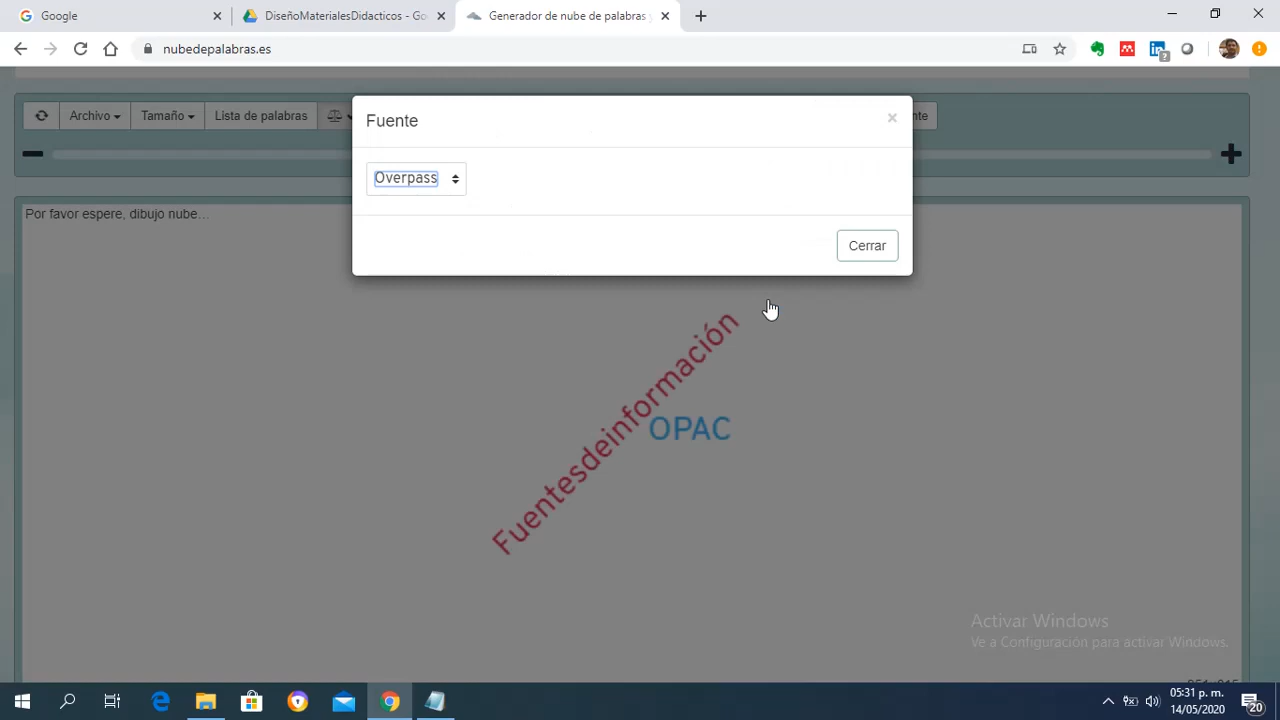 Google
DiseñoMaterialesDidacticos - Go
Generador de nube de palabras y
nubedepalabras.es
Archivo
Tamaño
Lista de palabras
Fuente
Overpass
Cerrar
Por favor espere, dibujo nube...
Fuentesdeinformación
OPAC
Activar Windows
Ve a Configuración para activar Windows.
05:31 p. m.
14/05/2020
20